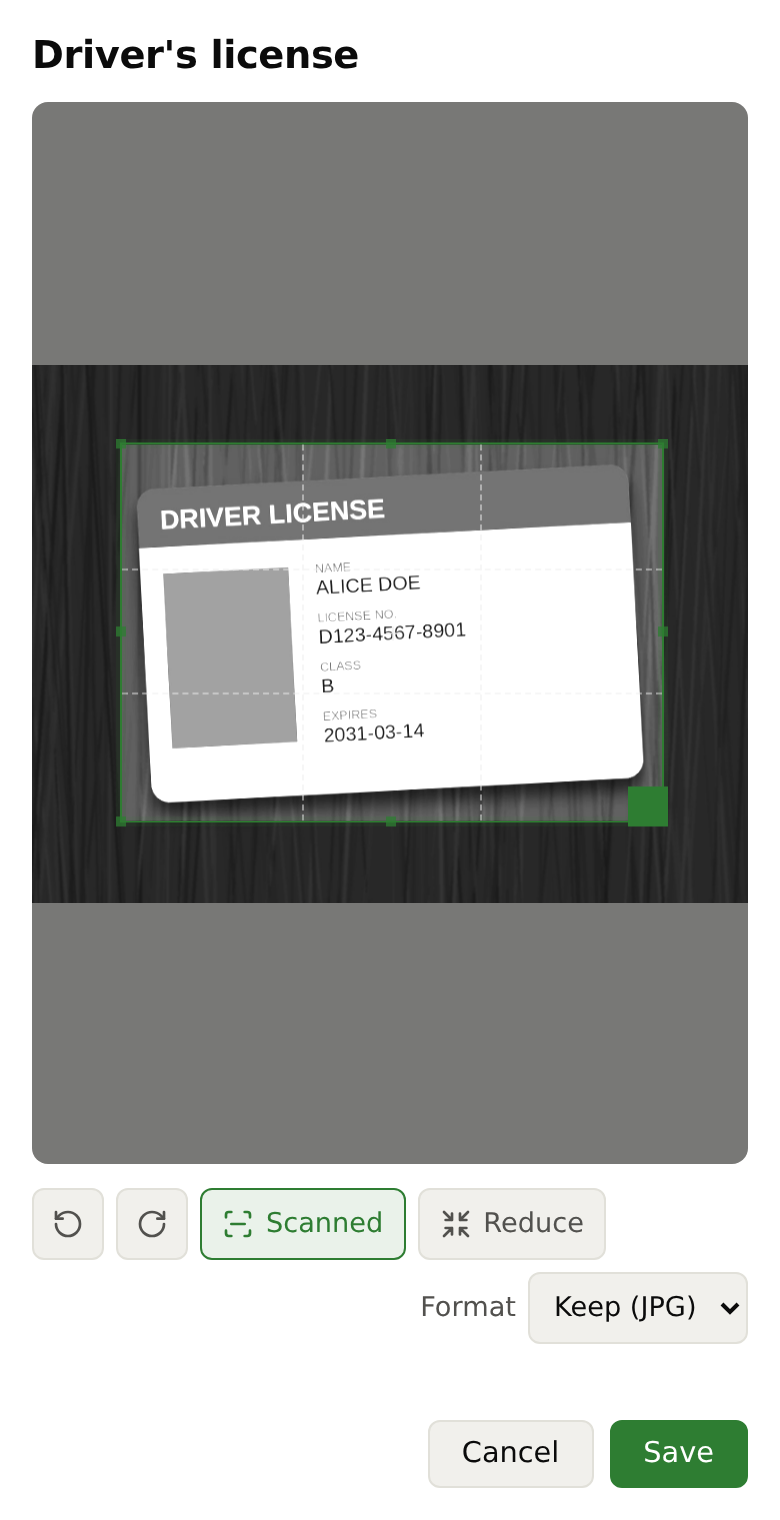 Driver's license
DRIVER LICENSE
NAME
ALICE DOE
LICENSE NO.
D123-4567-8901
CLASS
B
EXPIRES
2031-03-14
Scanned
Reduce
Format
Keep (JPG)
Cancel
Save